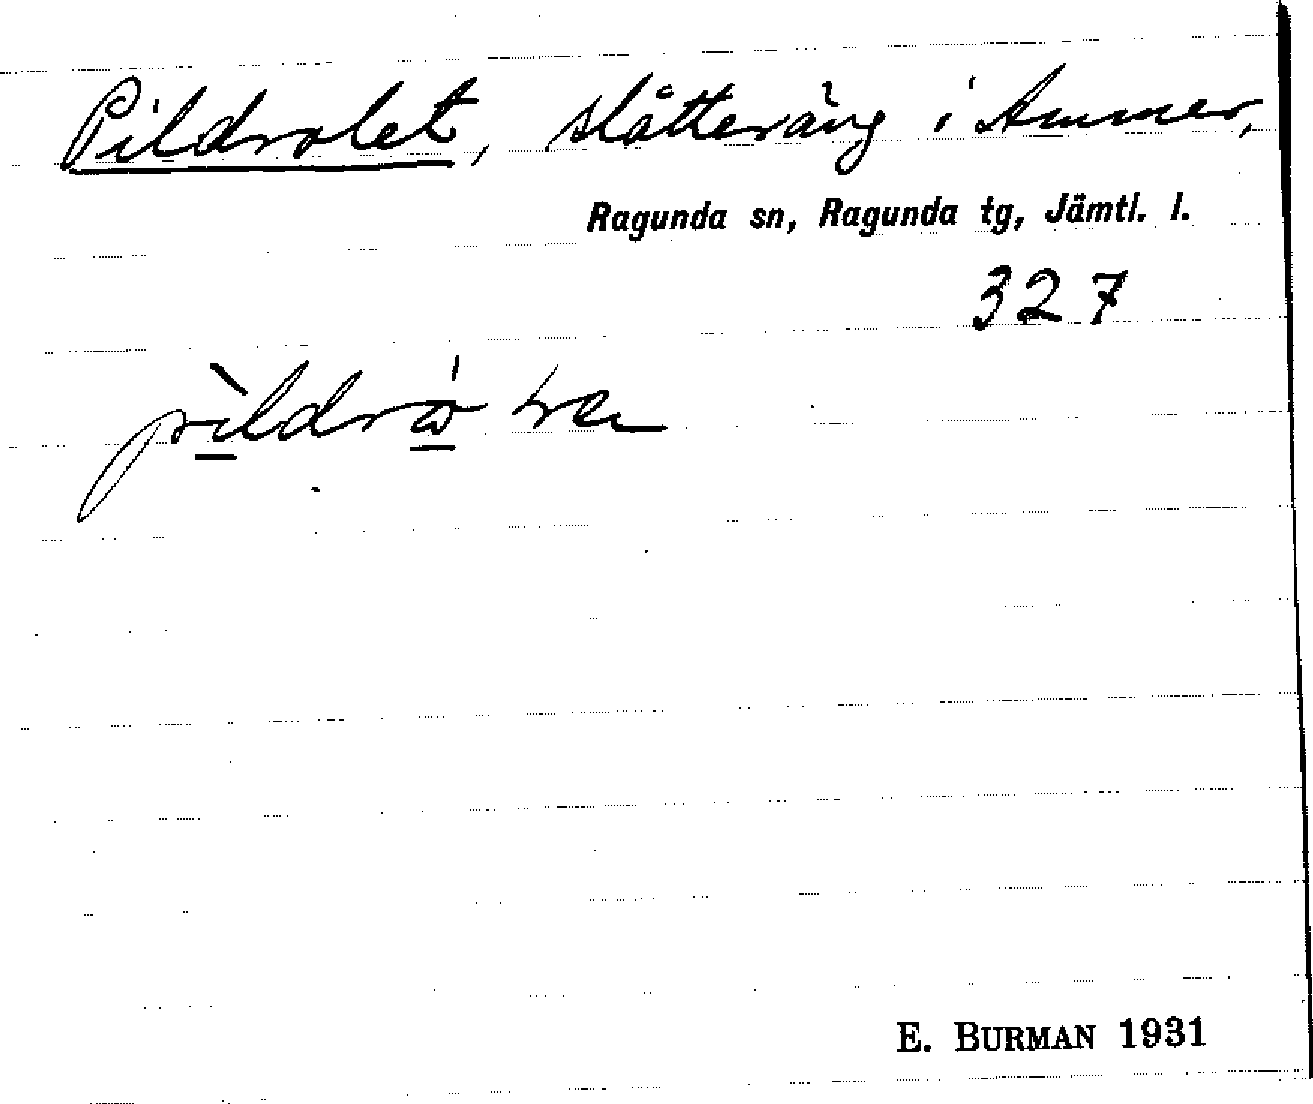 Pildrolet, slåtteräng i Ammer,
Ragunda sn, Ragunda tg, Jämtl. l.
327
E. BURMAN 1931